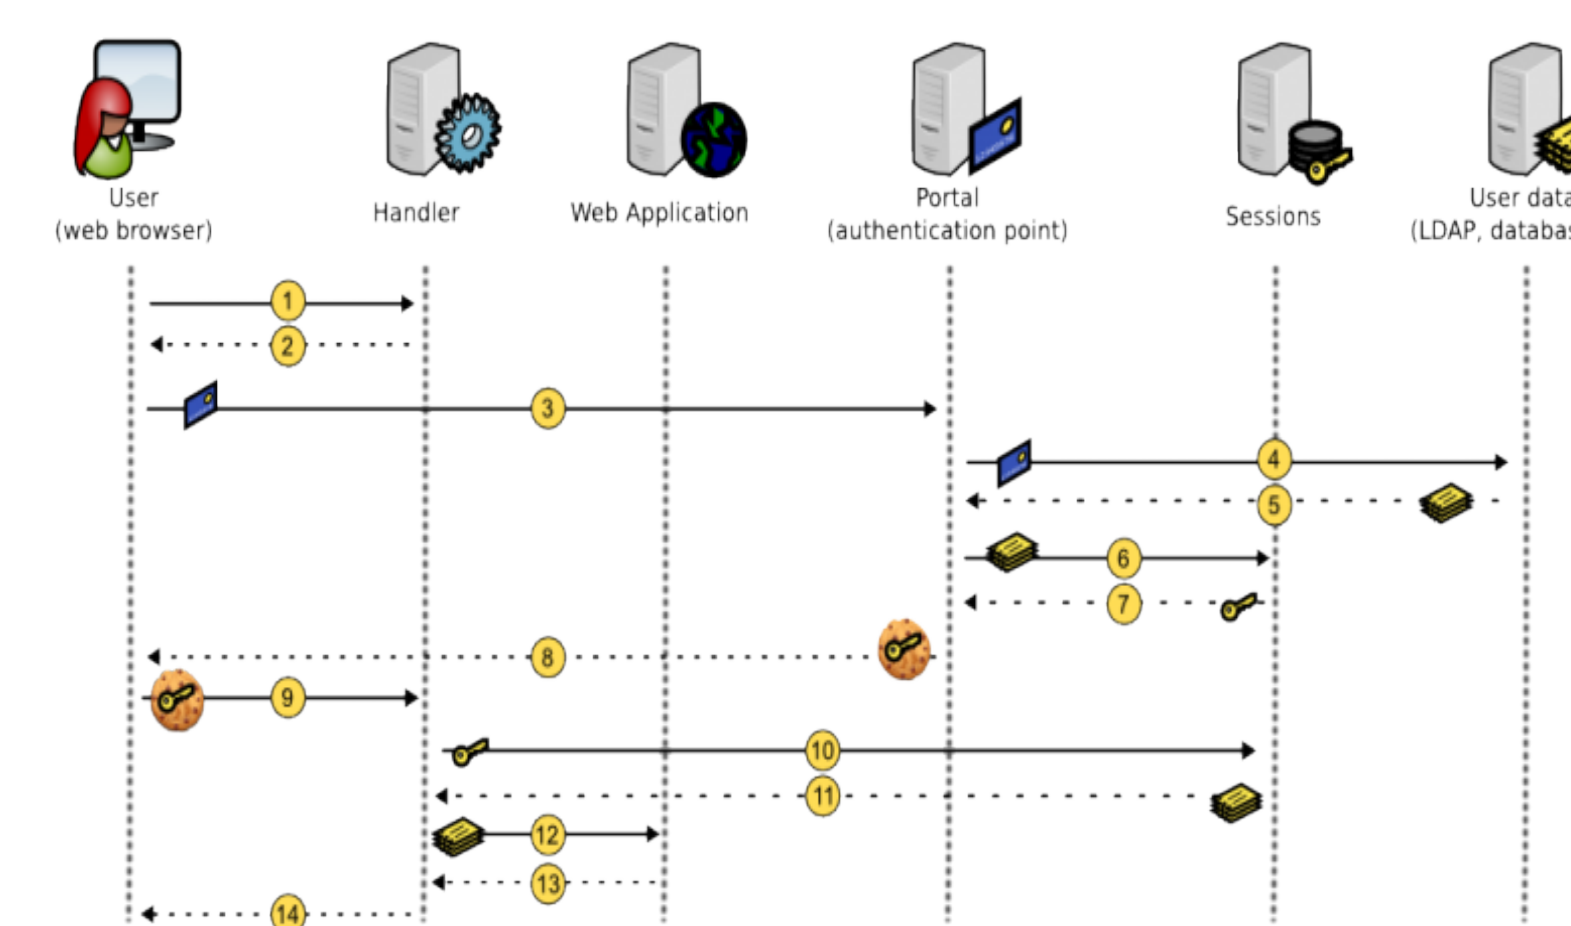 User
(web browser)
Handler
Web Application
Portal
(authentication point)
Sessions
User data
(LDAP, databas
1
2
3
4
5
6
7
8
9
10
11
12
13
14